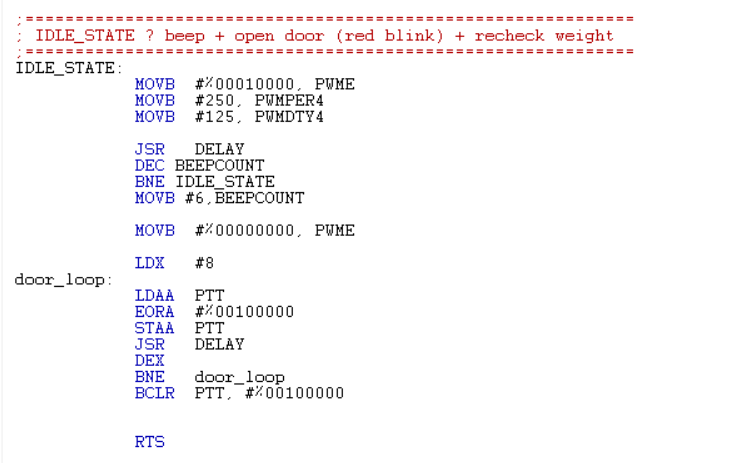 ;=============================================================
; IDLE_STATE ? beep + open door (red blink) + recheck weight
;=============================================================
IDLE_STATE:
MOVB #%00010000, PWME
MOVB #250, PWMPER4
MOVB #125, PWMDTY4
JSR DELAY
DEC BEEPCOUNT
BNE IDLE_STATE
MOVB #6,BEEPCOUNT
MOVB #%00000000, PWME
LDX #8
door_loop:
LDAA PTT
EORA #%00100000
STAA PTT
JSR DELAY
DEX
BNE door_loop
BCLR PTT, #%00100000
RTS